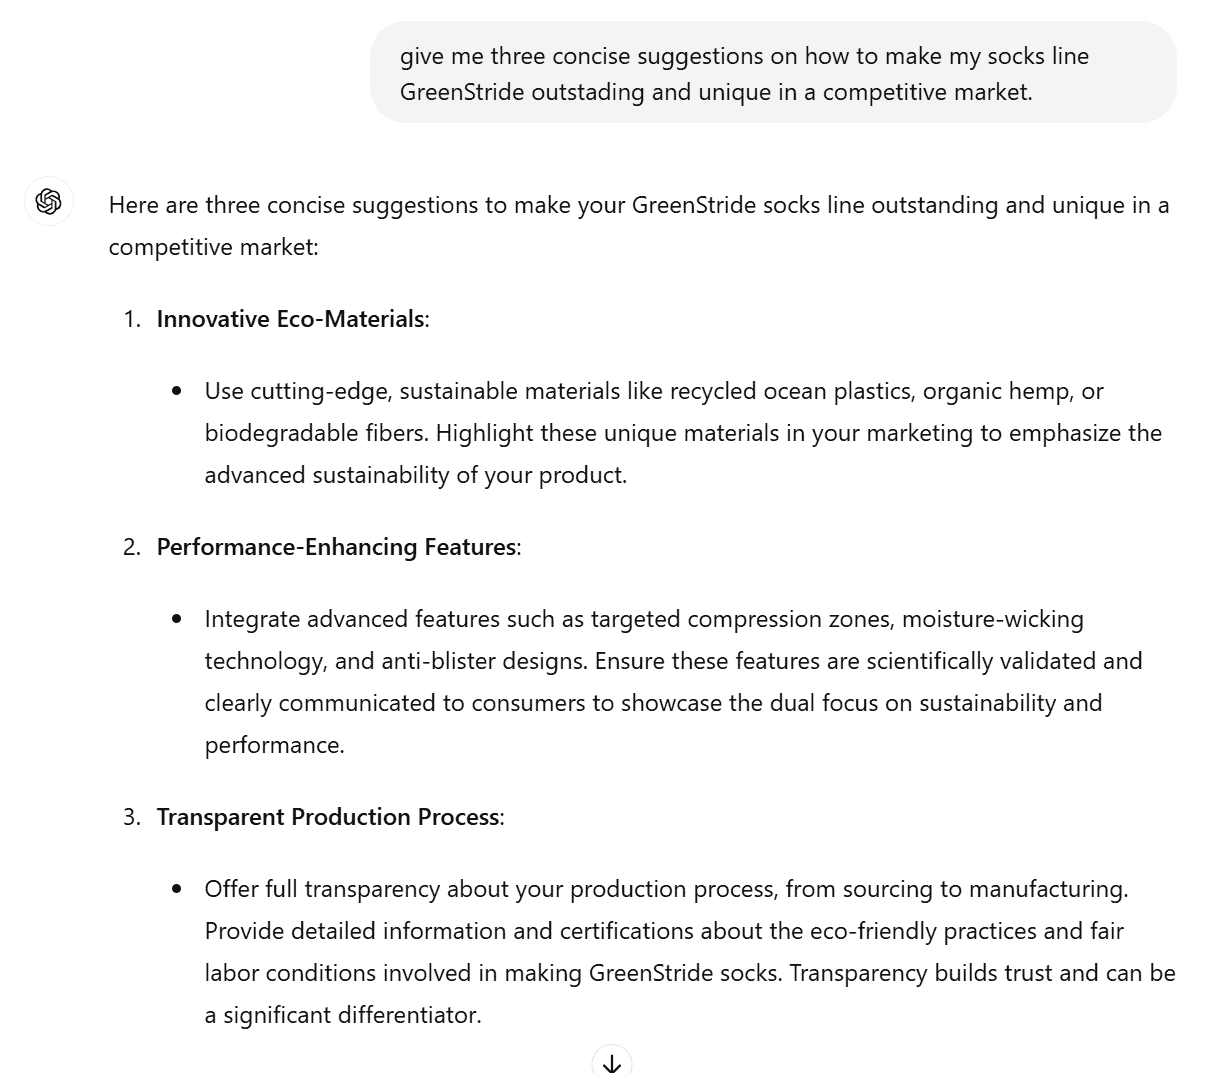 give me three concise suggestions on how to make my socks line
GreenStride outstading and unique in a competitive market.
Here are three concise suggestions to make your GreenStride socks line outstanding and unique in a
competitive market:
1. Innovative Eco-Materials:
• Use cutting-edge, sustainable materials like recycled ocean plastics, organic hemp, or
biodegradable fibers. Highlight these unique materials in your marketing to emphasize the
advanced sustainability of your product.
2. Performance-Enhancing Features:
• Integrate advanced features such as targeted compression zones, moisture-wicking
technology, and anti-blister designs. Ensure these features are scientifically validated and
clearly communicated to consumers to showcase the dual focus on sustainability and
performance.
3. Transparent Production Process:
• Offer full transparency about your production process, from sourcing to manufacturing.
Provide detailed information and certifications about the eco-friendly practices and fair
labor conditions involved in making GreenStride socks. Transparency builds trust and can be
a significant differentiator.